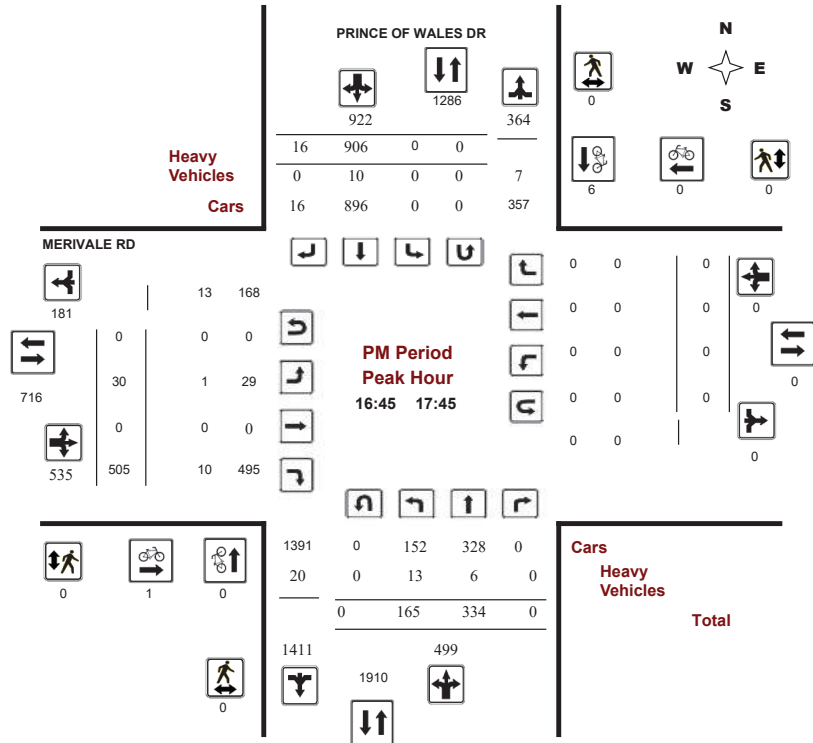 PRINCE OF WALES DR
N
W E
S
1286
0
922 364
16 906 0 0
Heavy
Vehicles
0 10 0 0 7
Cars
16 896 0 0 357
6 0 0
MERIVALE RD
181
13 168
0 0 0
716
30 1 29
0 0 0
535
505 10 495
PM Period
Peak Hour
16:45 17:45
0 0 0
0
0 0 0
0 0 0
0
0 0 0
0 0
0
1391 0 152 328 0
20 0 13 6 0
0 165 334 0
1411 499
1910
Cars
Heavy
Vehicles
Total
0 1 0
0